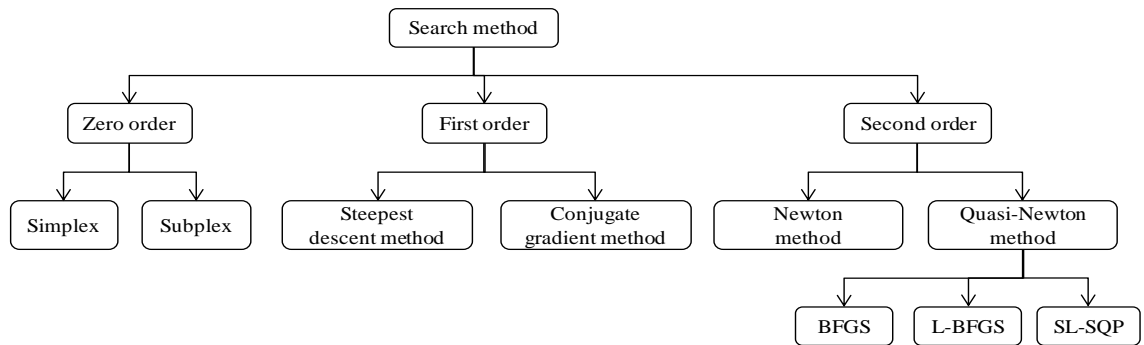 Search method
Zero order
First order
Second order
Simplex
Subplex
Steepest
descent method
Conjugate
gradient method
Newton
method
Quasi-Newton
method
BFGS
L-BFGS
SL-SQP